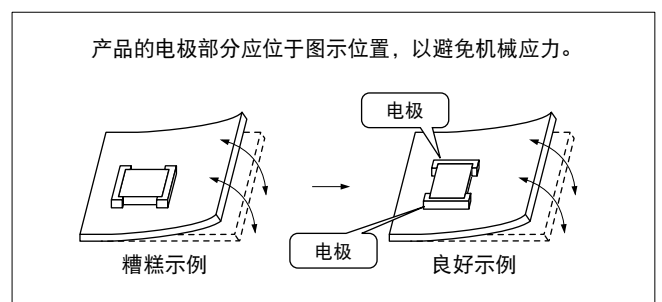 产品的电极部分应位于图示位置，以避免机械应力。
电极
电极
糟糕示例
良好示例